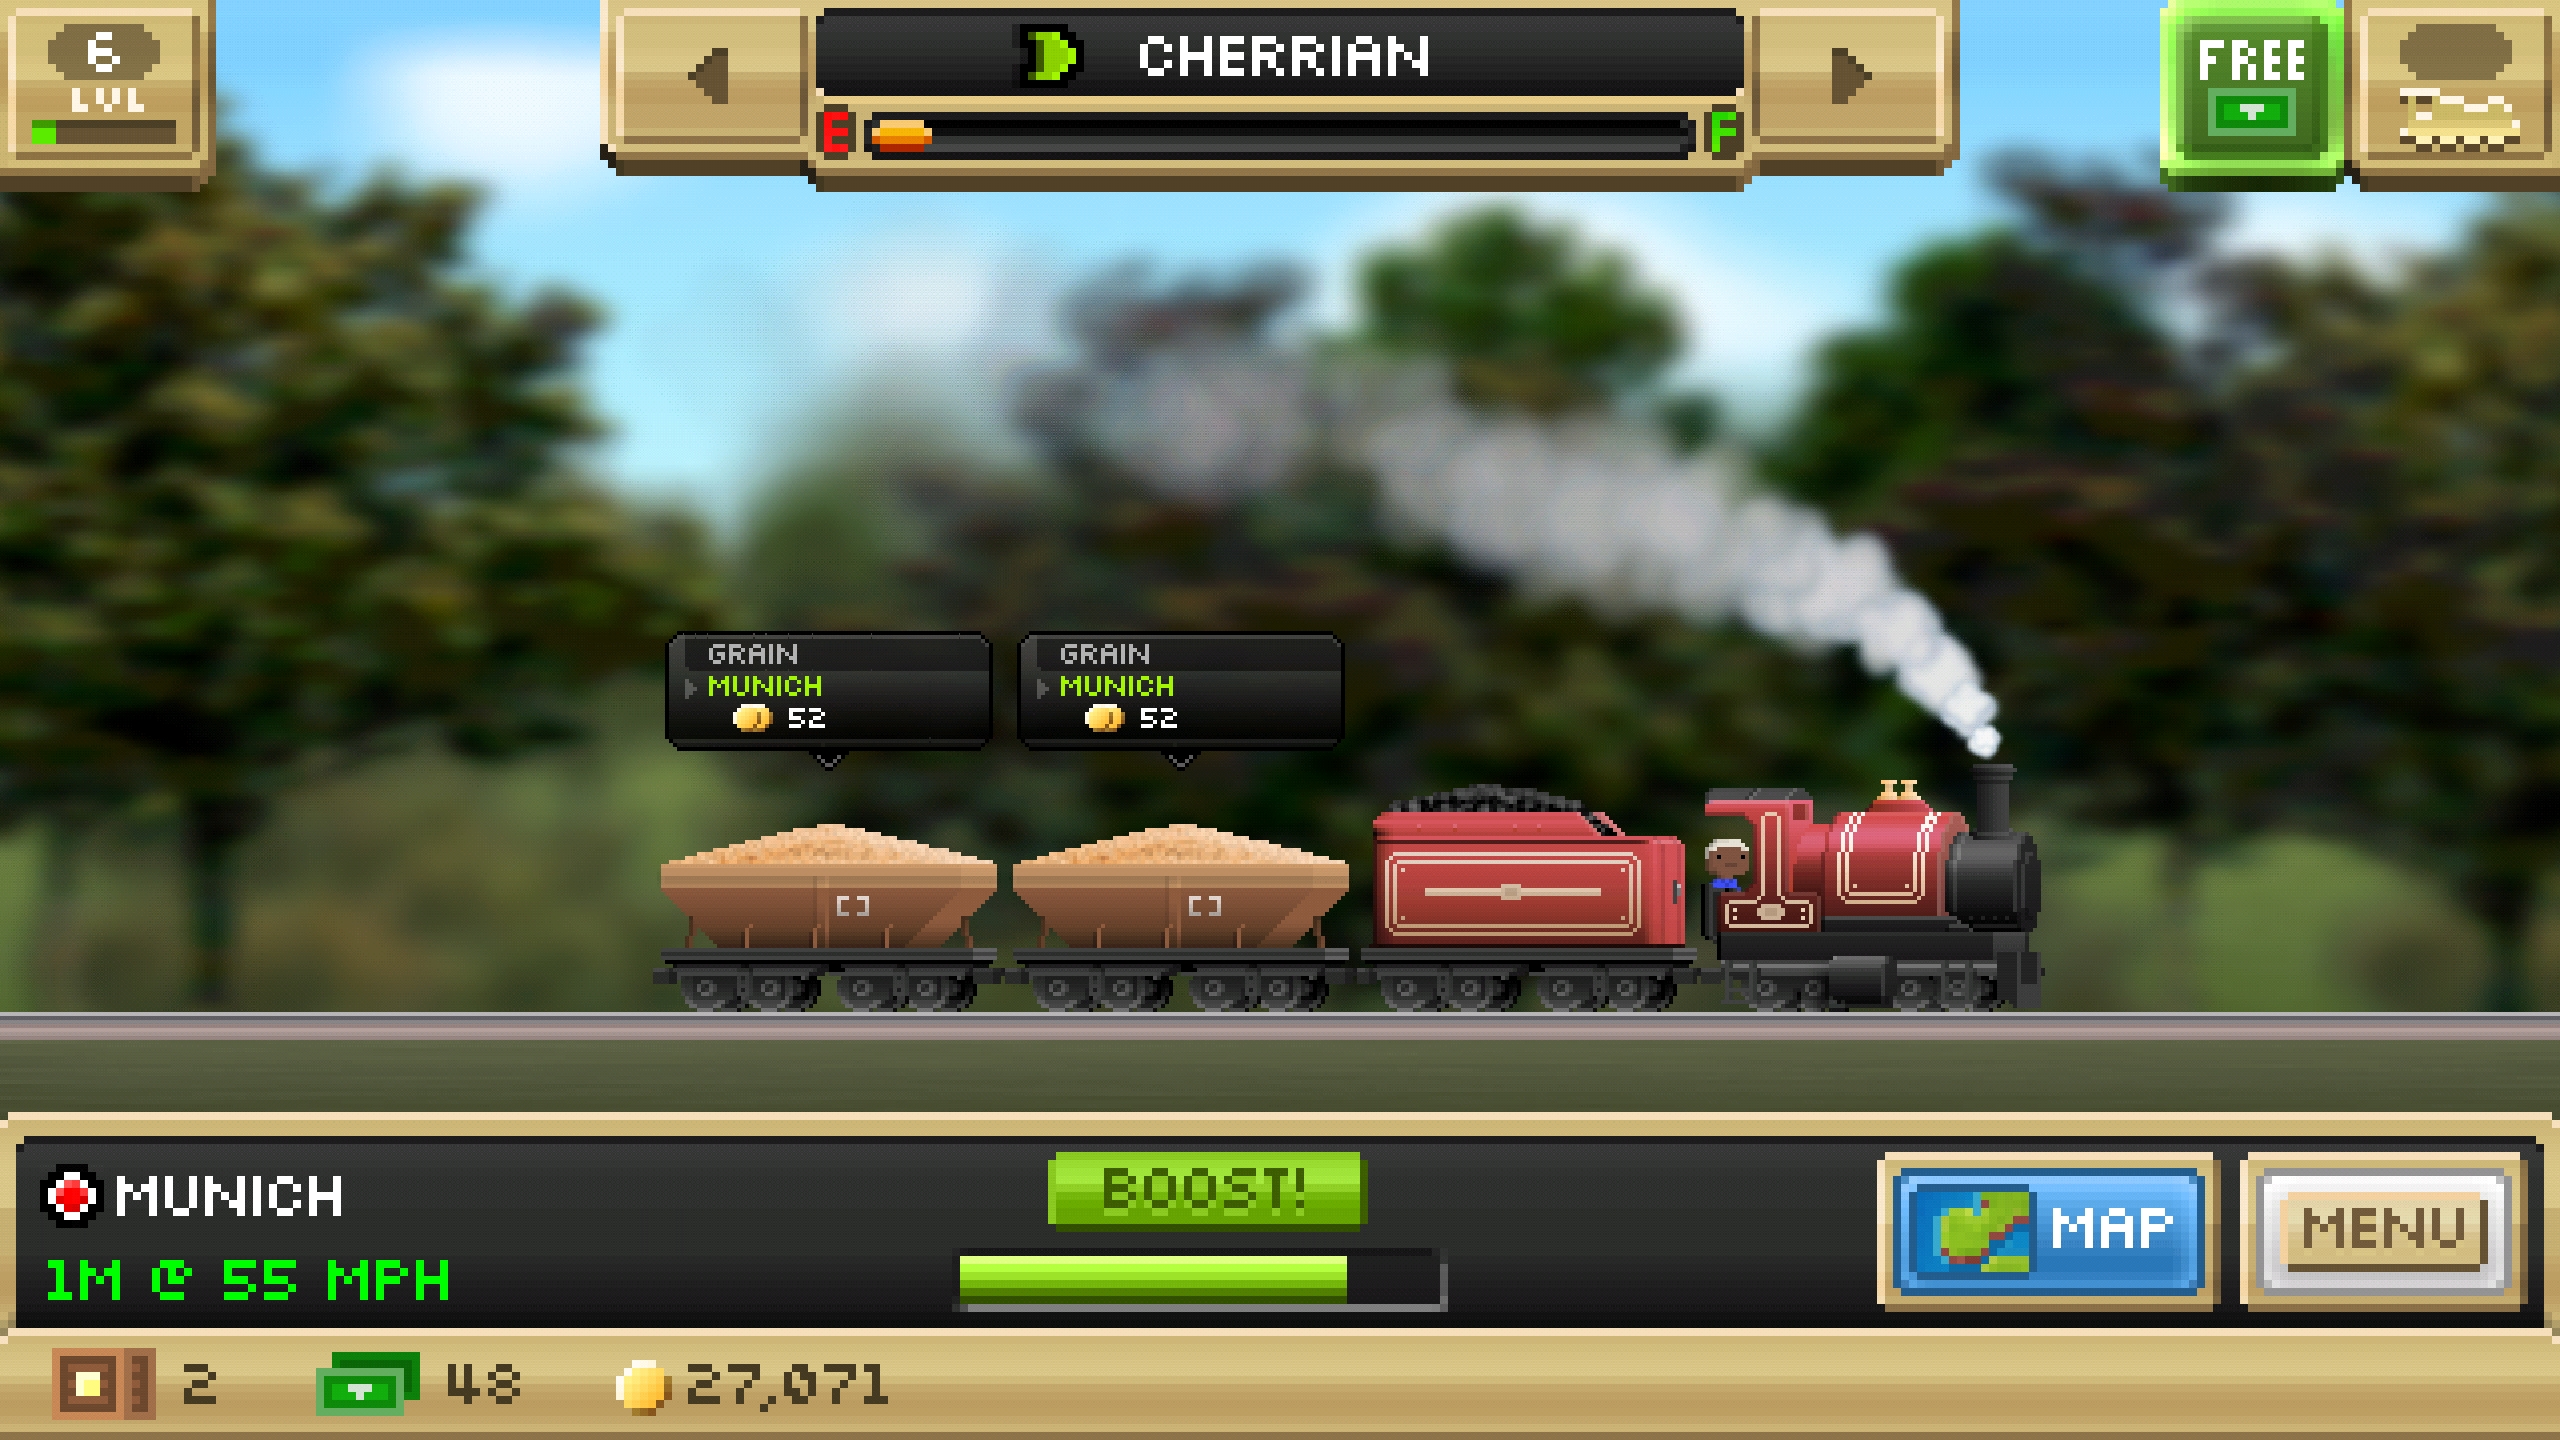 6
LVL
CHERRIAN
E
F
FREE
GRAIN
MUNICH
52
GRAIN
MUNICH
52
MUNICH
1M @ 55 MPH
BOOST!
MAP
MENU
2
48
27,071